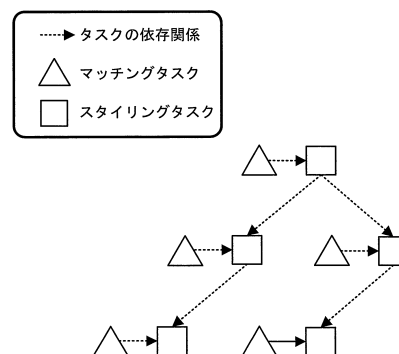 タスクの依存関係
マッチングタスク
スタイリングタスク